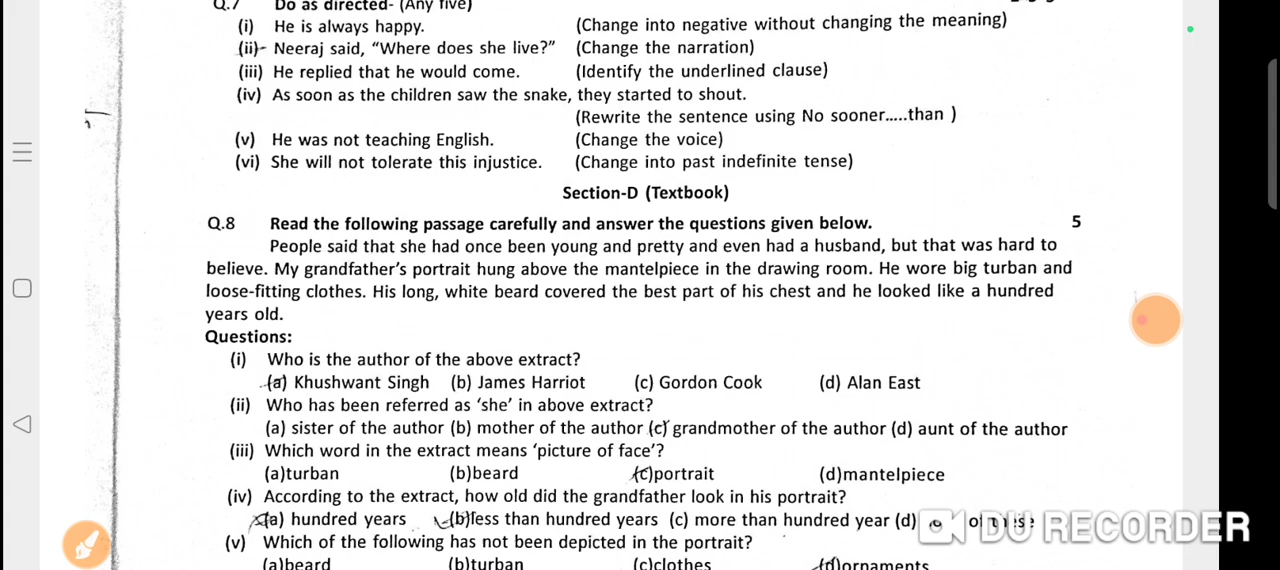 Q.7 Do as directed- (Any five)
(i) He is always happy. (Change into negative without changing the meaning)
(ii)- Neeraj said, “Where does she live?” (Change the narration)
(iii) He replied that he would come. (Identify the underlined clause)
(iv) As soon as the children saw the snake, they started to shout.
(Rewrite the sentence using No sooner.....than )
(v) He was not teaching English. (Change the voice)
(vi) She will not tolerate this injustice. (Change into past indefinite tense)
Section-D (Textbook)
Q.8 Read the following passage carefully and answer the questions given below. 5
People said that she had once been young and pretty and even had a husband, but that was hard to
believe. My grandfather’s portrait hung above the mantelpiece in the drawing room. He wore big turban and
loose-fitting clothes. His long, white beard covered the best part of his chest and he looked like a hundred
years old.
Questions:
(i) Who is the author of the above extract?
(a) Khushwant Singh (b) James Harriot (c) Gordon Cook (d) Alan East
(ii) Who has been referred as ‘she’ in above extract?
(a) sister of the author (b) mother of the author (c) grandmother of the author (d) aunt of the author
(iii) Which word in the extract means ‘picture of face’?
(a)turban (b)beard (c)portrait (d)mantelpiece
(iv) According to the extract, how old did the grandfather look in his portrait?
(a) hundred years (b)less than hundred years (c) more than hundred year (d)
DU RECORDER
(v) Which of the following has not been depicted in the portrait?
(a)beard (b)turban (c)clothes (d)ornaments